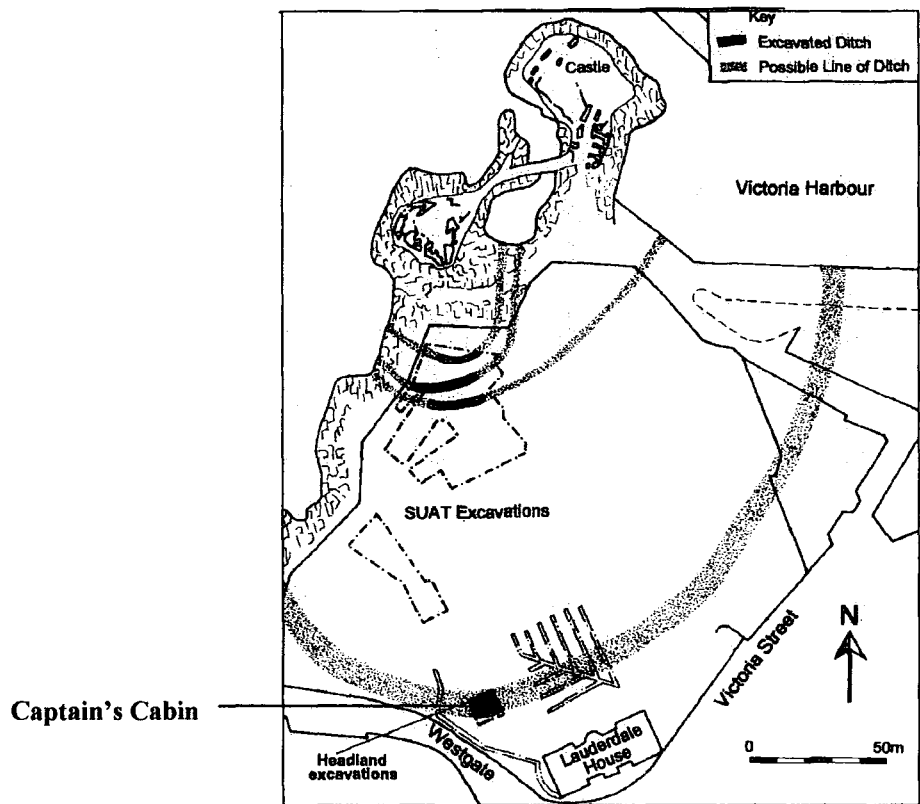 Key
Excavated Ditch
Possible Line of Ditch
Castle
Victoria Harbour
SUAT Excavations
N
Victoria Street
Captain's Cabin
Headland
excavations
Westgate
Lauderdale
House
0 50m